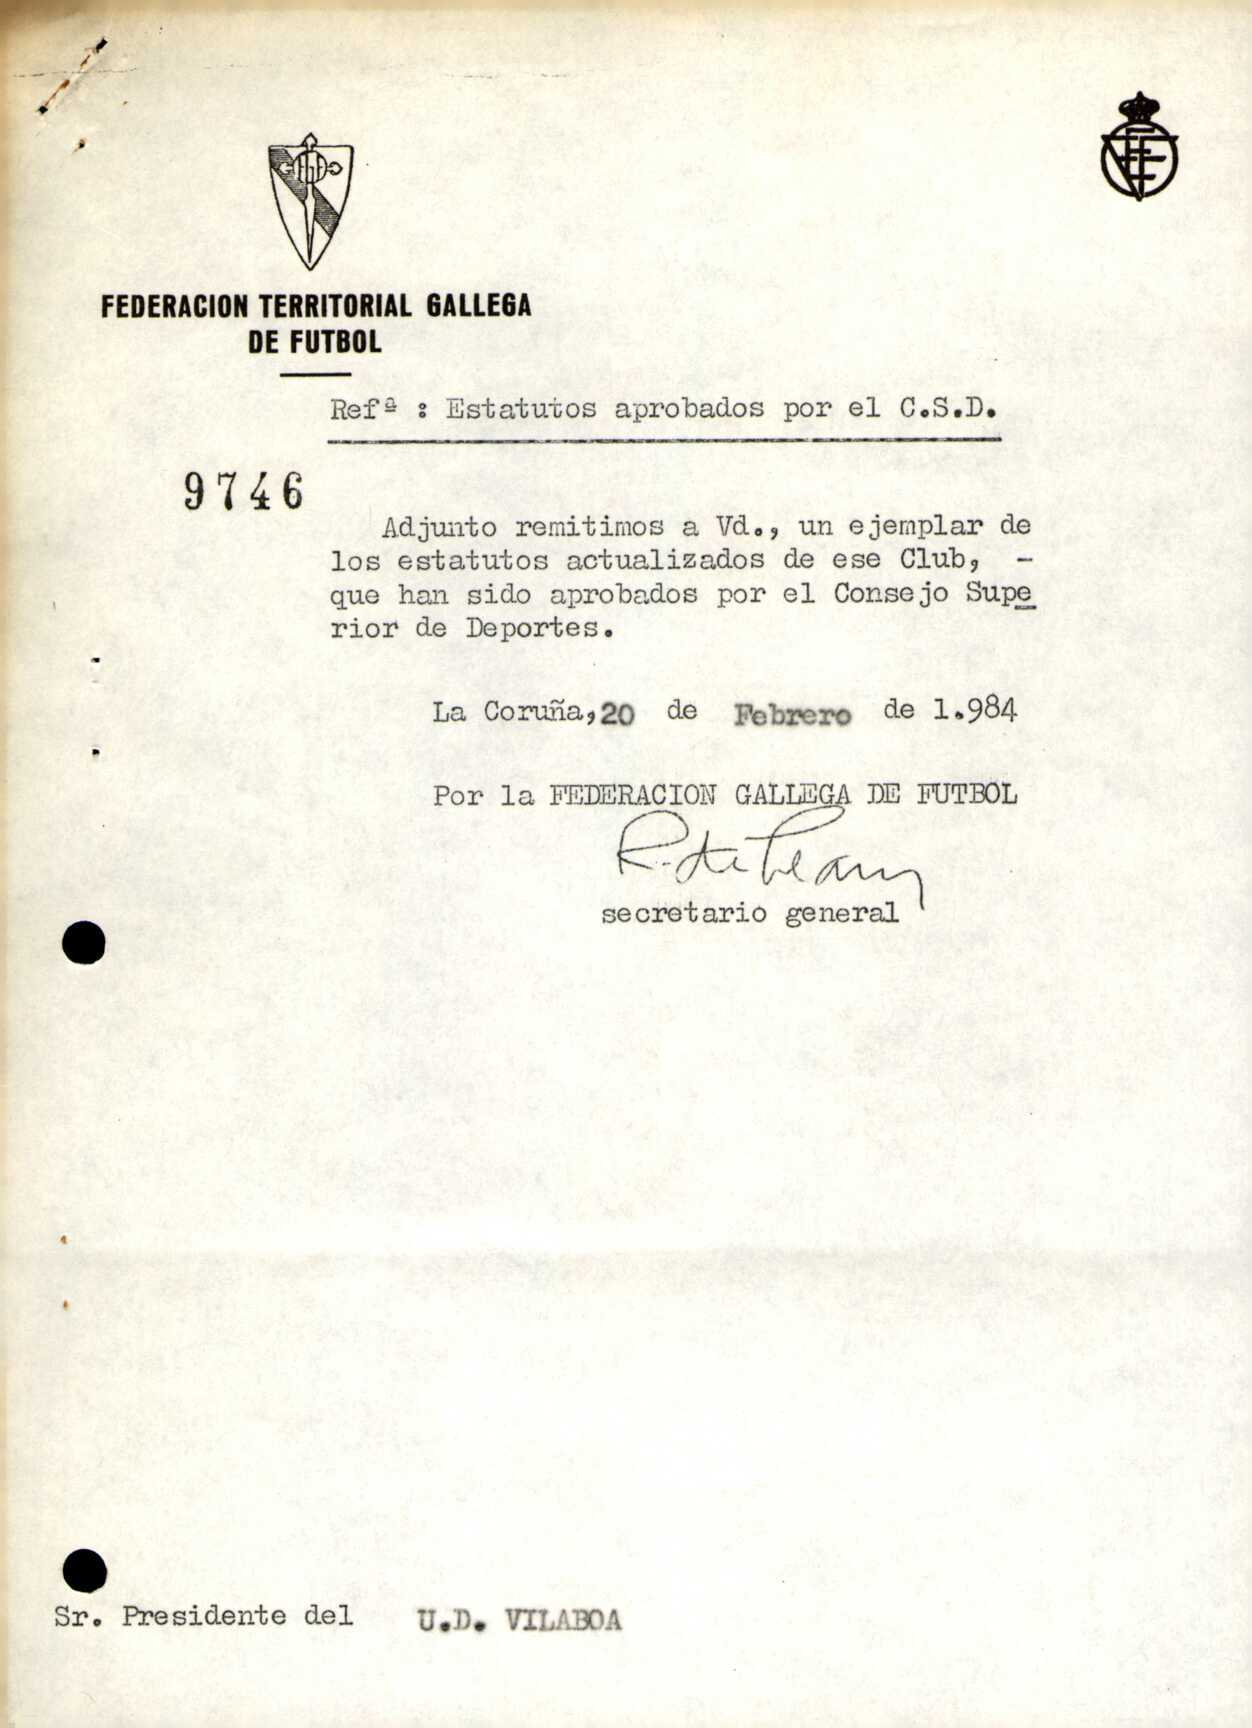 FEDERACION TERRITORIAL GALLEGA
DE FUTBOL
Refª : Estatutos aprobados por el C.S.D.
9746
Adjunto remitimos a Vd., un ejemplar de
los estatutos actualizados de ese Club, -
que han sido aprobados por el Consejo Supe
rior de Deportes.
La Coruña, 20 de Febrero de 1.984
Por la FEDERACION GALLEGA DE FUTBOL
secretario general
Sr. Presidente del U.D. VILABOA